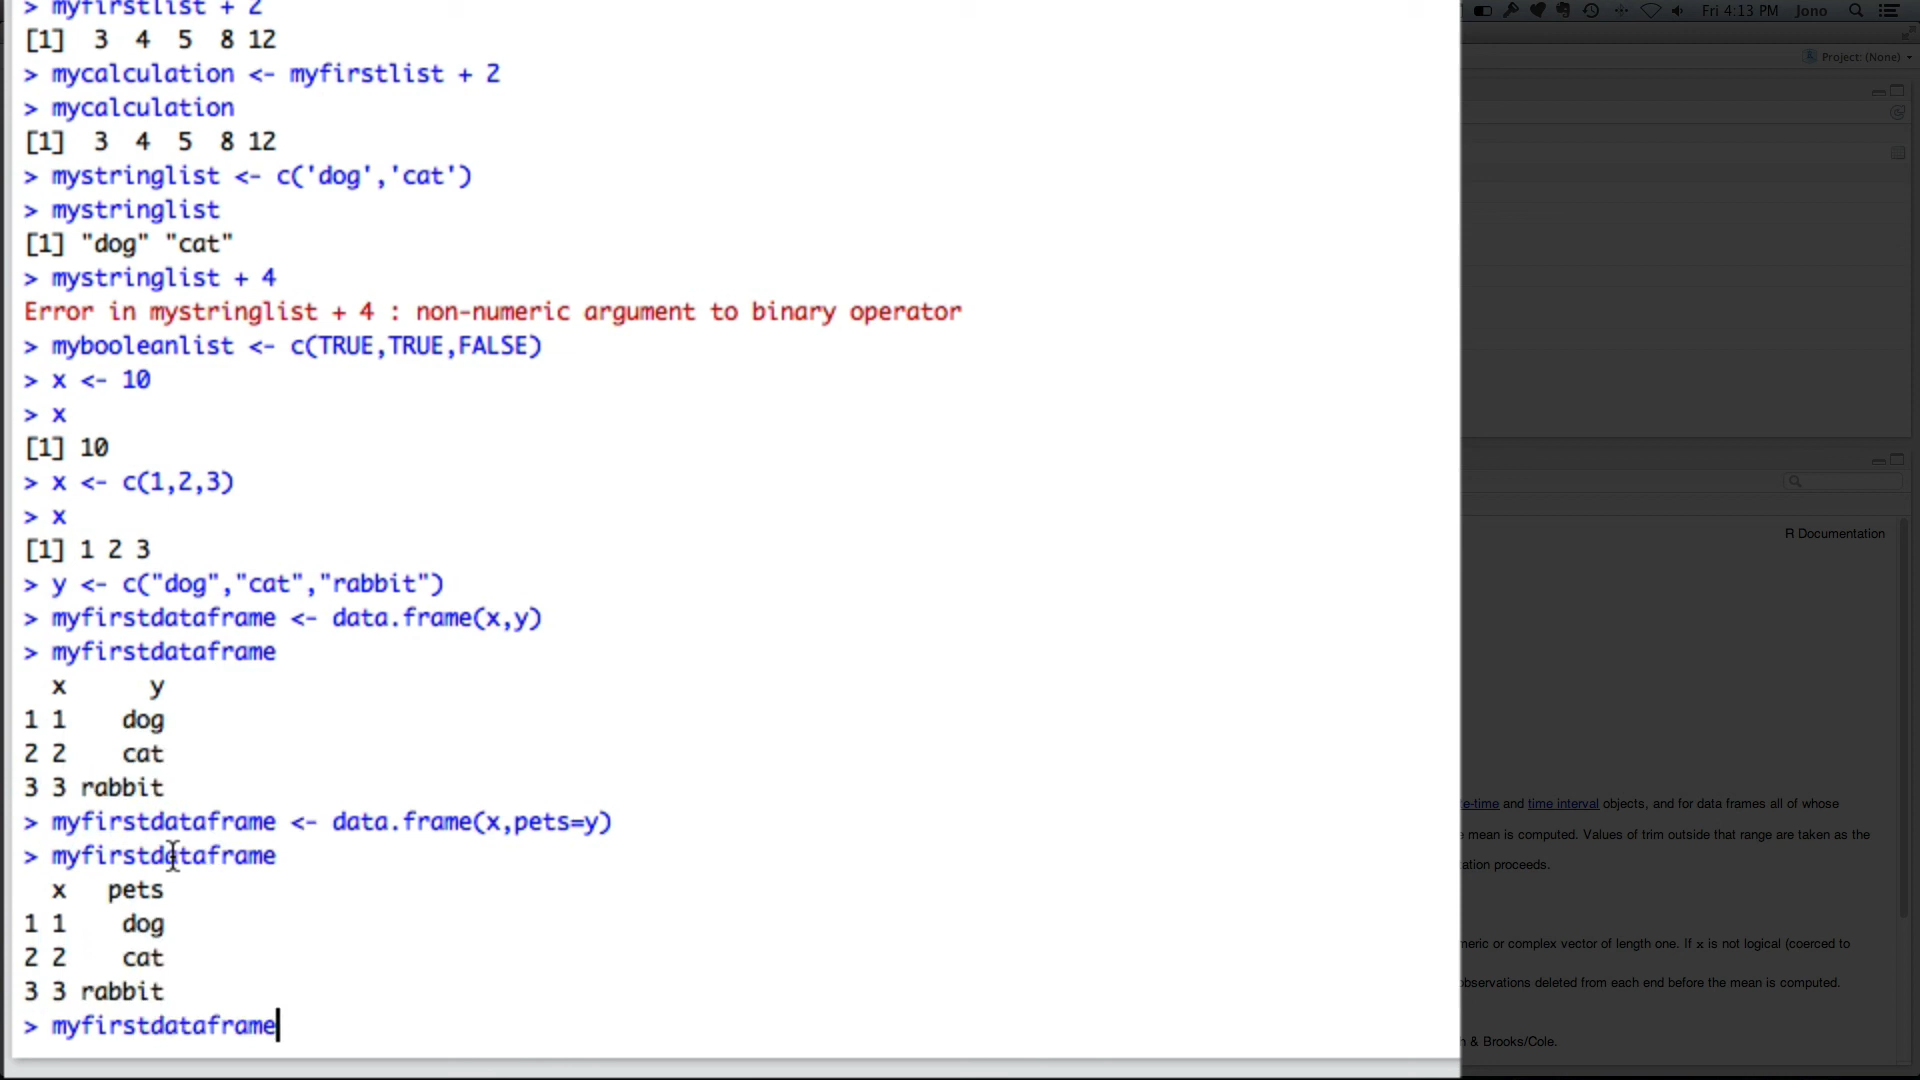 > myfirstlist + 2
[1]  3  4  5  8 12
> mycalculation <- myfirstlist + 2
> mycalculation
[1]  3  4  5  8 12
> mystringlist <- c('dog','cat')
> mystringlist
[1] "dog" "cat"
> mystringlist + 4
Error in mystringlist + 4 : non-numeric argument to binary operator
> mybooleanlist <- c(TRUE,TRUE,FALSE)
> x <- 10
> x
[1] 10
> x <- c(1,2,3)
> x
[1] 1 2 3
> y <- c("dog","cat","rabbit")
> myfirstdataframe <- data.frame(x,y)
> myfirstdataframe
  x      y
1 1    dog
2 2    cat
3 3 rabbit
> myfirstdataframe <- data.frame(x,pets=y)
> myfirstdataframe
  x   pets
1 1    dog
2 2    cat
3 3 rabbit
> myfirstdataframe
Fri 4:13 PM Jono
Project: (None)
R Documentation
e-time and time interval objects, and for data frames all of whose
mean is computed. Values of trim outside that range are taken as the
ation proceeds.
neric or complex vector of length one. If x is not logical (coerced to
observations deleted from each end before the mean is computed.
& Brooks/Cole.